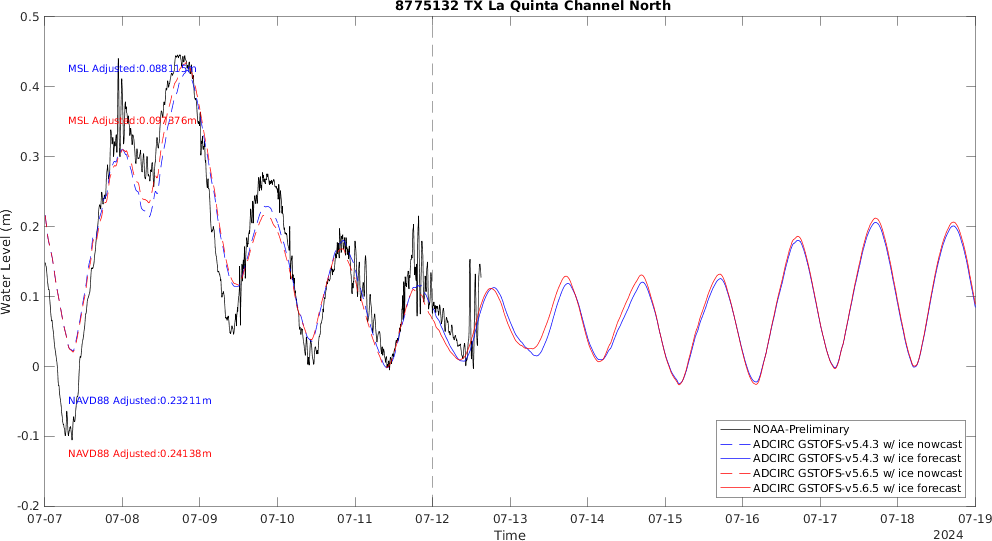 8775132 TX La Quinta Channel North
0.5
0.4
0.3
0.2
0.1
0
-0.1
-0.2
Water Level (m)
MSL Adjusted:0.0881
MSL Adjusted:0.097376m
NAVD88 Adjusted:0.23211m
NAVD88 Adjusted:0.24138m
NOAA-Preliminary
ADCIRC GSTOFS-v5.4.3 w/ ice nowcast
ADCIRC GSTOFS-v5.4.3 w/ ice forecast
ADCIRC GSTOFS-v5.6.5 w/ ice nowcast
ADCIRC GSTOFS-v5.6.5 w/ ice forecast
07-07 07-08 07-09 07-10 07-11 07-12 07-13 07-14 07-15 07-16 07-17 07-18 07-19
Time
2024